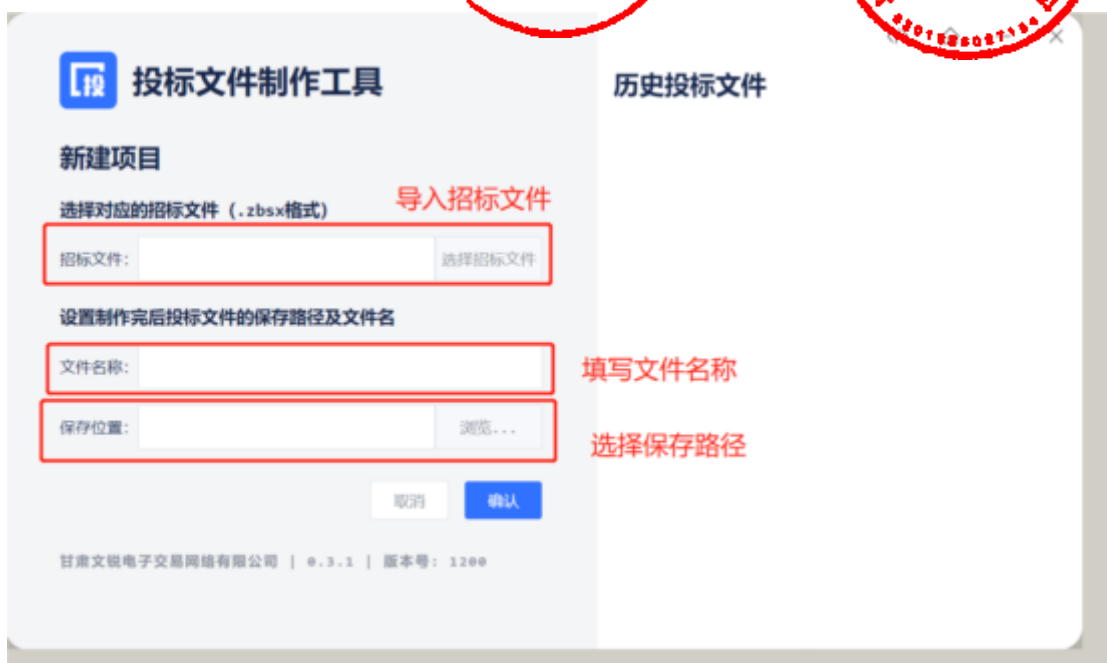 投
投标文件制作工具
历史投标文件
新建项目
选择对应的招标文件（.zbsx格式）
导入招标文件
招标文件：
选择招标文件
设置制作完后投标文件的保存路径及文件名
文件名称：
填写文件名称
保存位置：
浏览...
选择保存路径
取消
确认
甘肃文锐电子交易网络有限公司 | 0.3.1 | 版本号: 1200